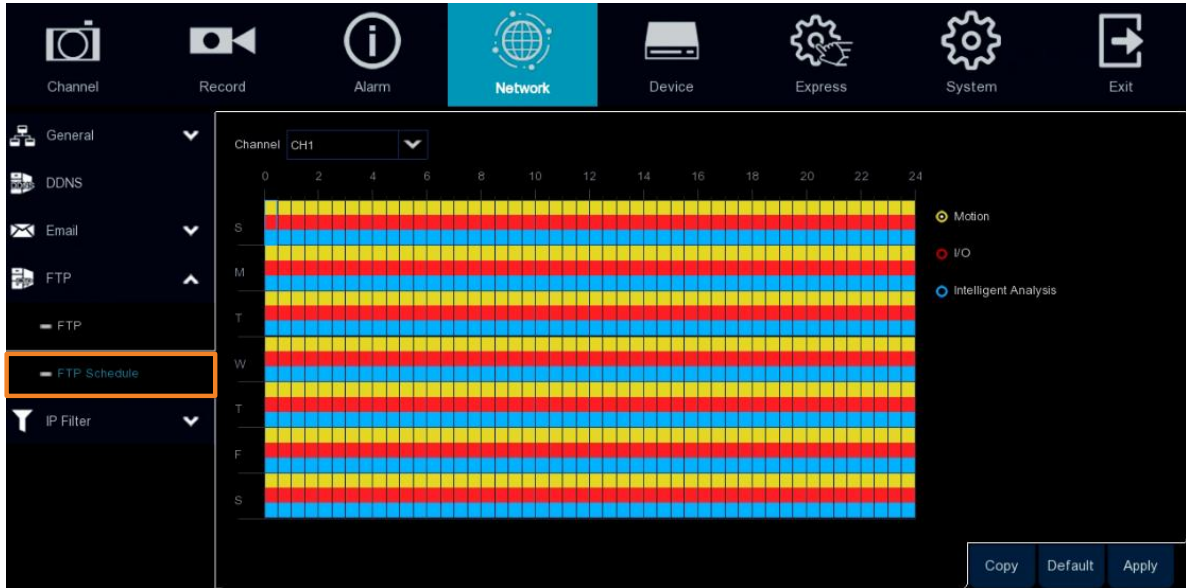 Channel Record Alarm Network Device Express System Exit
General
DDNS
Email
FTP
FTP
FTP Schedule
IP Filter
Channel CH1
0 2 4 6 8 10 12 14 16 18 20 22 24
S
M
T
W
T
F
S
Motion
I/O
Intelligent Analysis
Copy Default Apply